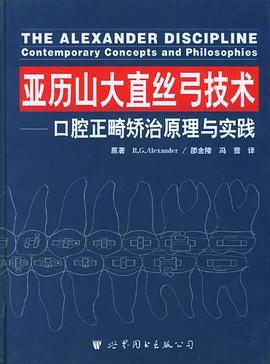 THE ALEXANDER DISCIPLINE
Contemporary Concepts and Philosophies
亚历山大直丝弓技术
——口腔正畸矫治原理与实践
原著 R.G.Alexander / 邵金陵 冯雪 译
世界图书出版公司